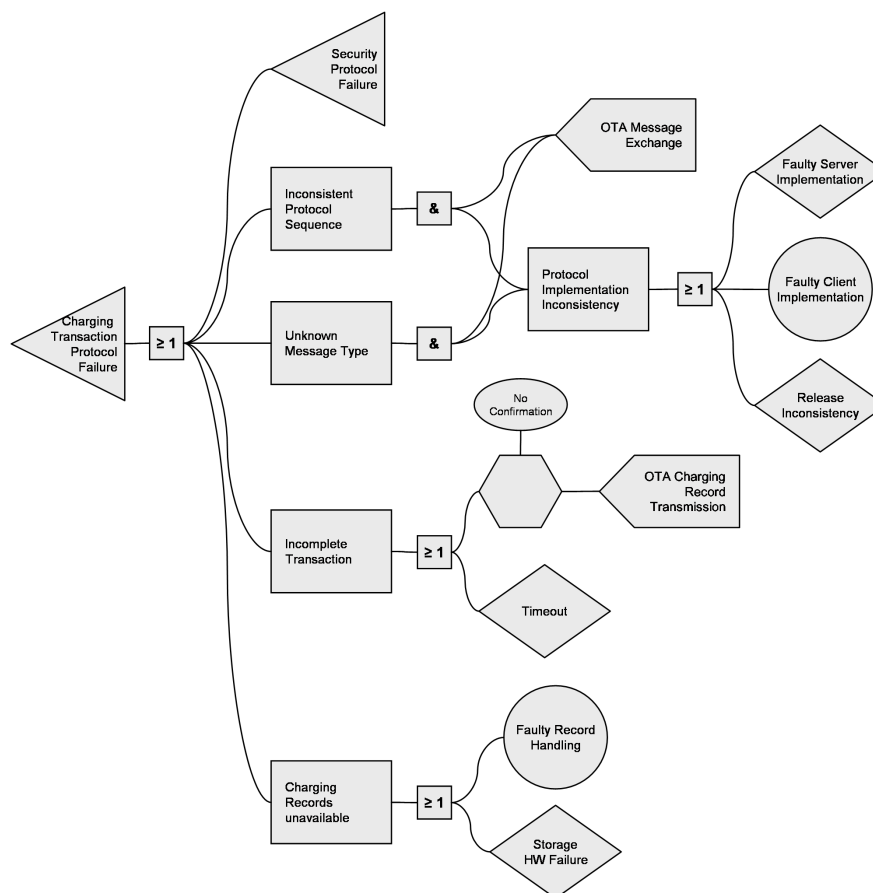 Security
Protocol
Failure
OTA Message
Exchange
Faulty Server
Implementation
Inconsistent
Protocol
Sequence
&
Protocol
Implementation
Inconsistency
≥ 1
Faulty Client
Implementation
Charging
Transaction
Protocol
Failure
≥ 1
Unknown
Message Type
&
Release
Inconsistency
No
Confirmation
OTA Charging
Record
Transmission
Incomplete
Transaction
≥ 1
Timeout
Faulty Record
Handling
Charging
Records
unavailable
≥ 1
Storage
HW Failure